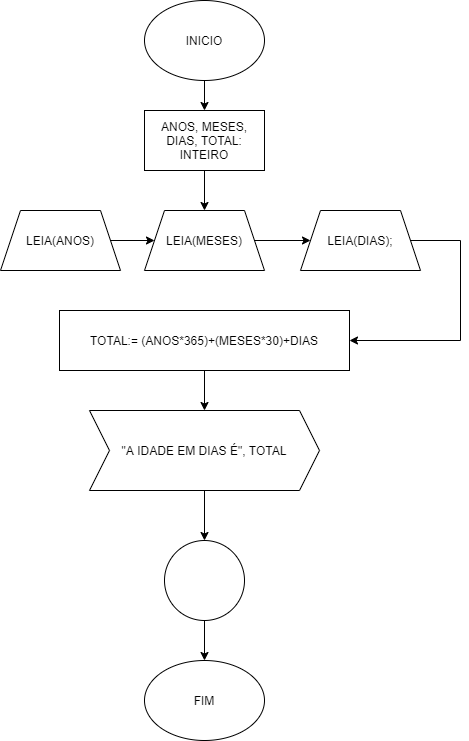 INICIO
ANOS, MESES,
DIAS, TOTAL:
INTEIRO
LEIA(ANOS)
LEIA(MESES)
LEIA(DIAS);
TOTAL:= (ANOS*365)+(MESES*30)+DIAS
"A IDADE EM DIAS É", TOTAL
FIM